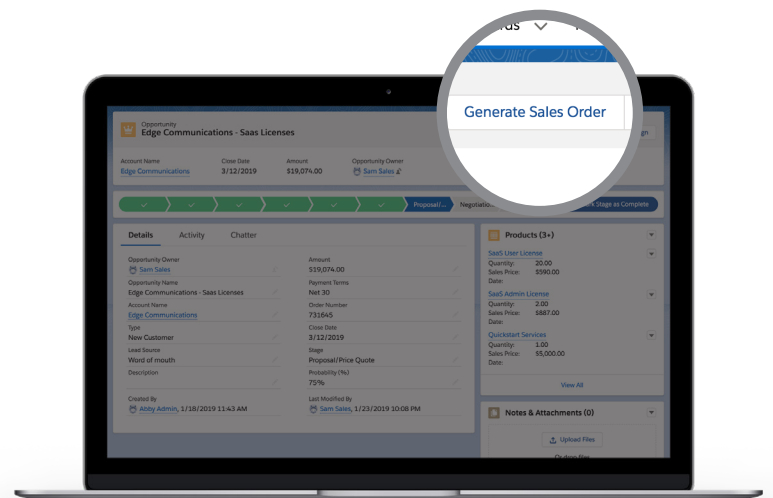 Generate Sales Order
Opportunity
Edge Communications - Saas Licenses
Account Name
Close Date
Amount
Opportunity Owner
Edge Communications
3/12/2019
$19,074.00
Sam Sales
Proposal/...
Negotiatio...
Stage as Complete
Details
Activity
Chatter
Opportunity Owner
Sam Sales
Opportunity Name
Edge Communications - Saas Licenses
Account Name
Edge Communications
Type
New Customer
Lead Source
Word of mouth
Description
Created By
Abby Admin, 1/18/2019 11:43 AM
Amount
$19,074.00
Payment Terms
Net 30
Order Number
731645
Close Date
3/12/2019
Stage
Proposal/Price Quote
Probability (%)
75%
Last Modified By
Sam Sales, 1/23/2019 10:08 PM
Products (3+)
SaaS User License
Quantity: 20.00
Sales Price: $590.00
Date:
SaaS Admin License
Quantity: 2.00
Sales Price: $887.00
Date:
Quickstart Services
Quantity: 1.00
Sales Price: $5,000.00
Date:
View All
Notes & Attachments (0)
Upload Files
Or drop files